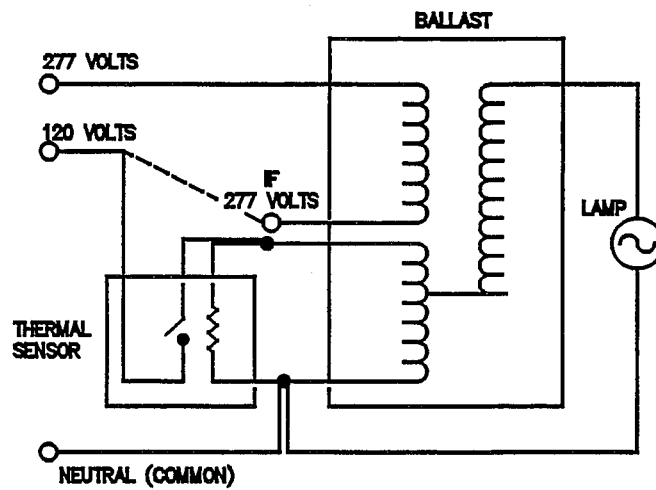 BALLAST
277 VOLTS
120 VOLTS
IF
277 VOLTS
LAMP
THERMAL
SENSOR
NEUTRAL (COMMON)